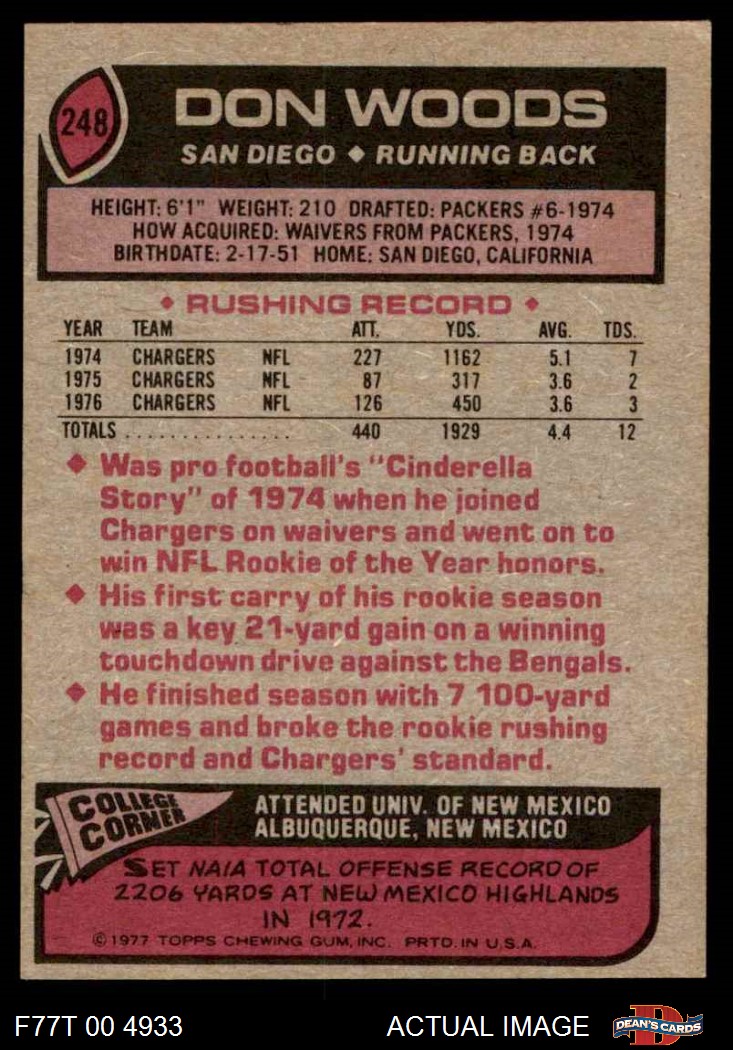 248
DON WOODS
SAN DIEGO ◆ RUNNING BACK
HEIGHT: 6'1" WEIGHT: 210 DRAFTED: PACKERS #6-1974
HOW ACQUIRED: WAIVERS FROM PACKERS, 1974
BIRTHDATE: 2-17-51 HOME: SAN DIEGO, CALIFORNIA
◆ RUSHING RECORD ◆
YEAR TEAM ATT. YDS. AVG. TDS.
1974 CHARGERS NFL 227 1162 5.1 7
1975 CHARGERS NFL 87 317 3.6 2
1976 CHARGERS NFL 126 450 3.6 3
TOTALS . . . . . . . . . . . . . . . 440 1929 4.4 12
◆ Was pro football's "Cinderella
Story" of 1974 when he joined
Chargers on waivers and went on to
win NFL Rookie of the Year honors.
◆ His first carry of his rookie season
was a key 21-yard gain on a winning
touchdown drive against the Bengals.
◆ He finished season with 7 100-yard
games and broke the rookie rushing
record and Chargers' standard.
COLLEGE
CORNER
ATTENDED UNIV. OF NEW MEXICO
ALBUQUERQUE, NEW MEXICO
SET NAIA TOTAL OFFENSE RECORD OF
2206 YARDS AT NEW MEXICO HIGHLANDS
IN 1972.
© 1977 TOPPS CHEWING GUM, INC. PRTD. IN U.S.A.
F77T 00 4933 ACTUAL IMAGE
D
DEAN'S CARDS